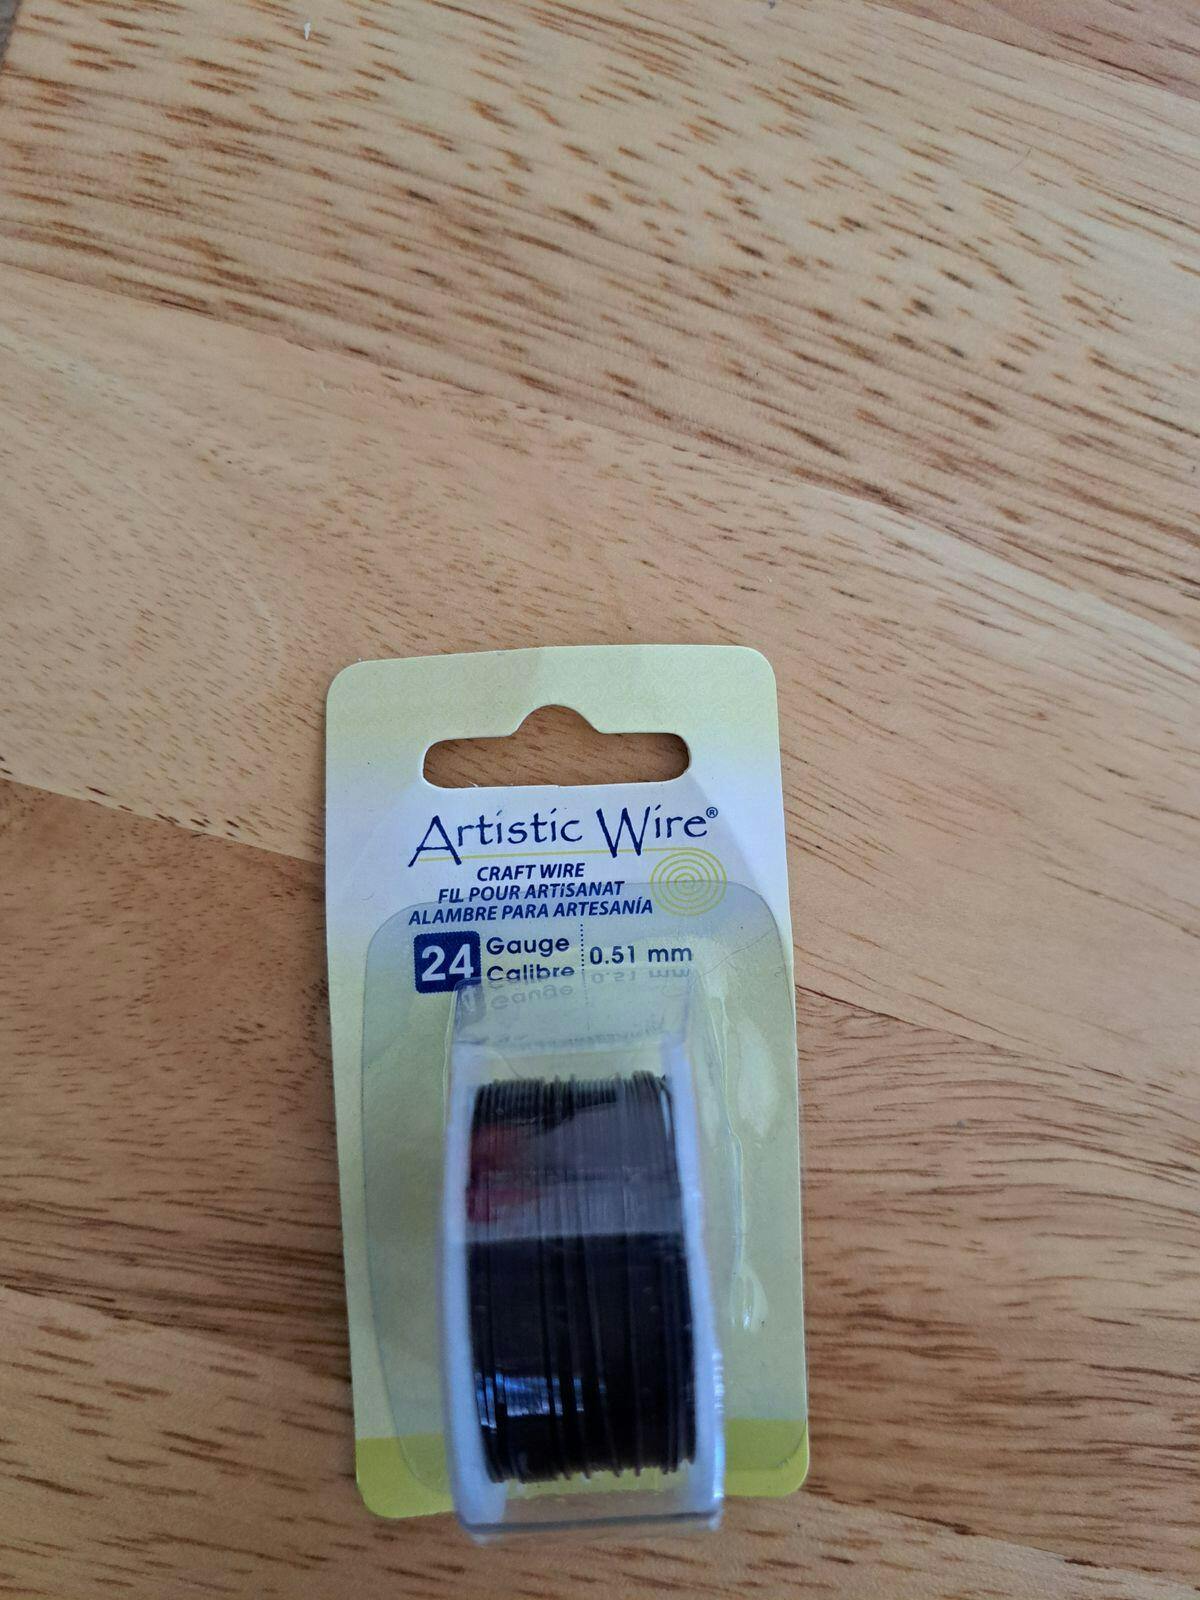 Artistic Wire®
CRAFT WIRE
FIL POUR ARTISANAT
ALAMBRE PARA ARTESANÍA
24 Gauge Calibre 0.51 mm